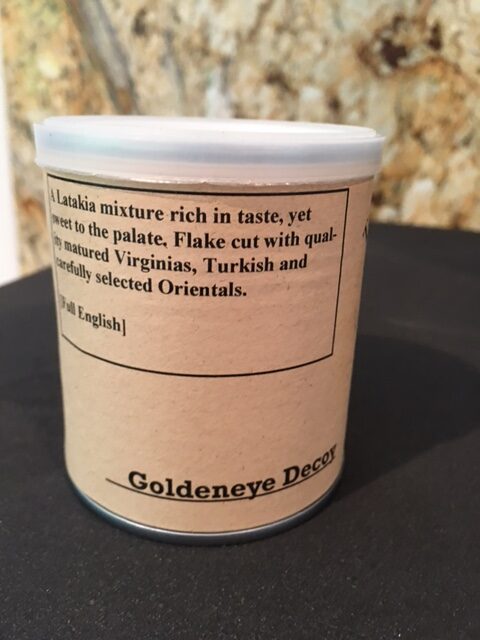 A Latakia mixture rich in taste, yet
sweet to the palate. Flake cut with qual-
ity matured Virginias, Turkish and
carefully selected Orientals.
[Full English]
Goldeneye Decoy